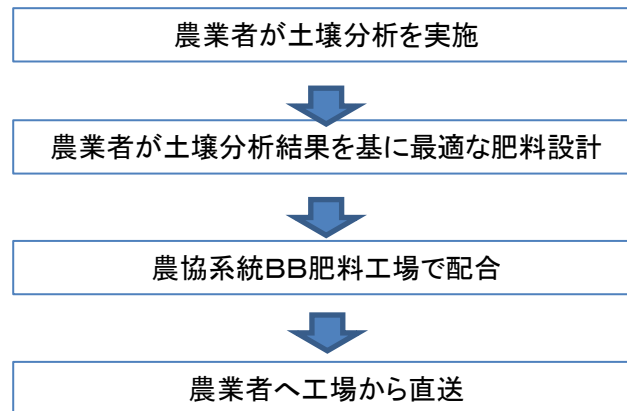 農業者が土壌分析を実施
農業者が土壌分析結果を基に最適な肥料設計
農協系統ＢＢ肥料工場で配合
農業者へ工場から直送